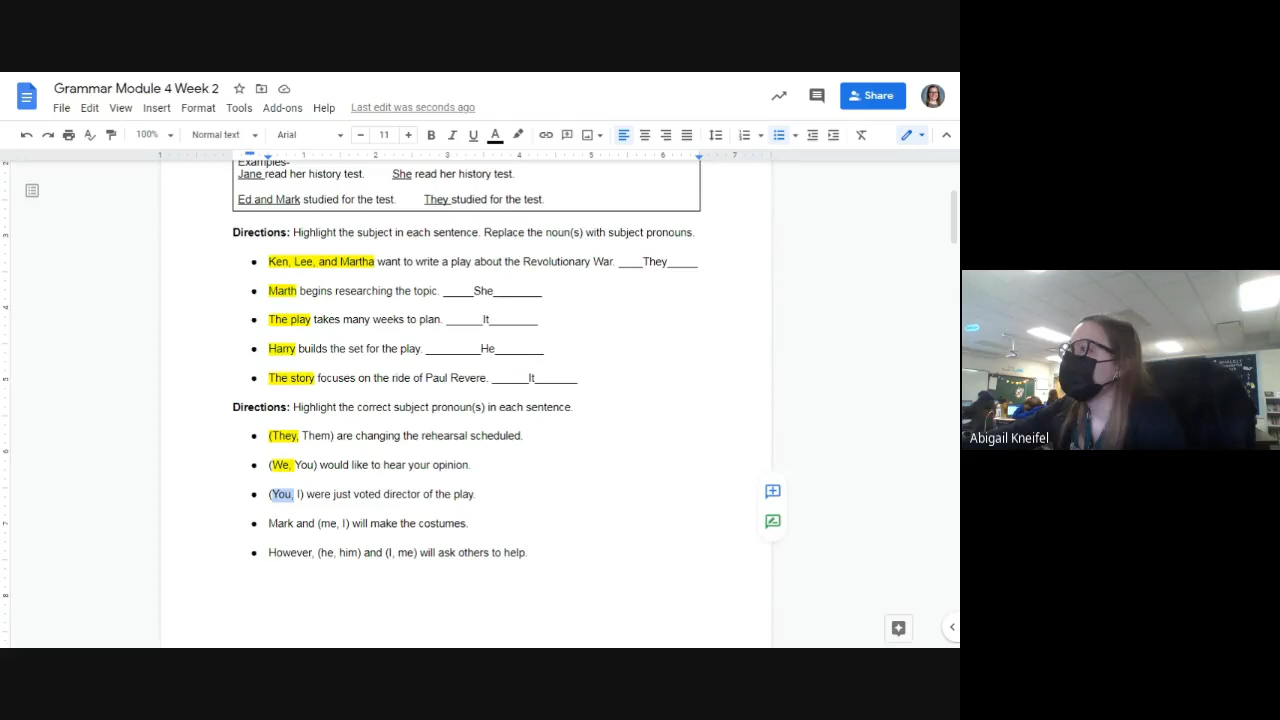 Grammar Module 4 Week 2
File Edit View Insert Format Tools Add-ons Help Last edit was seconds ago
Share
100% Normal text Arial 11
1 1 2 3 4 5 6 7
Examples-
Jane read her history test. She read her history test.
Ed and Mark studied for the test. They studied for the test.
Directions: Highlight the subject in each sentence. Replace the noun(s) with subject pronouns.
Ken, Lee, and Martha want to write a play about the Revolutionary War. ____They_____
Marth begins researching the topic. _____She________
The play takes many weeks to plan. ______It________
Harry builds the set for the play. _________He________
The story focuses on the ride of Paul Revere. ______It_______
Directions: Highlight the correct subject pronoun(s) in each sentence.
(They, Them) are changing the rehearsal scheduled.
(We, You) would like to hear your opinion.
(You, I) were just voted director of the play.
Mark and (me, I) will make the costumes.
However, (he, him) and (I, me) will ask others to help.
Abigail Kneifel